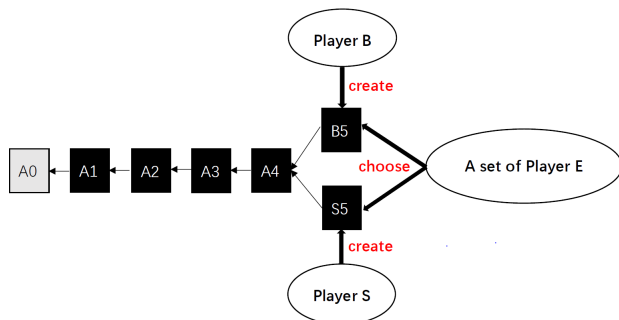 Player B
create
B5
A0
A1
A2
A3
A4
choose
A set of Player E
S5
create
Player S